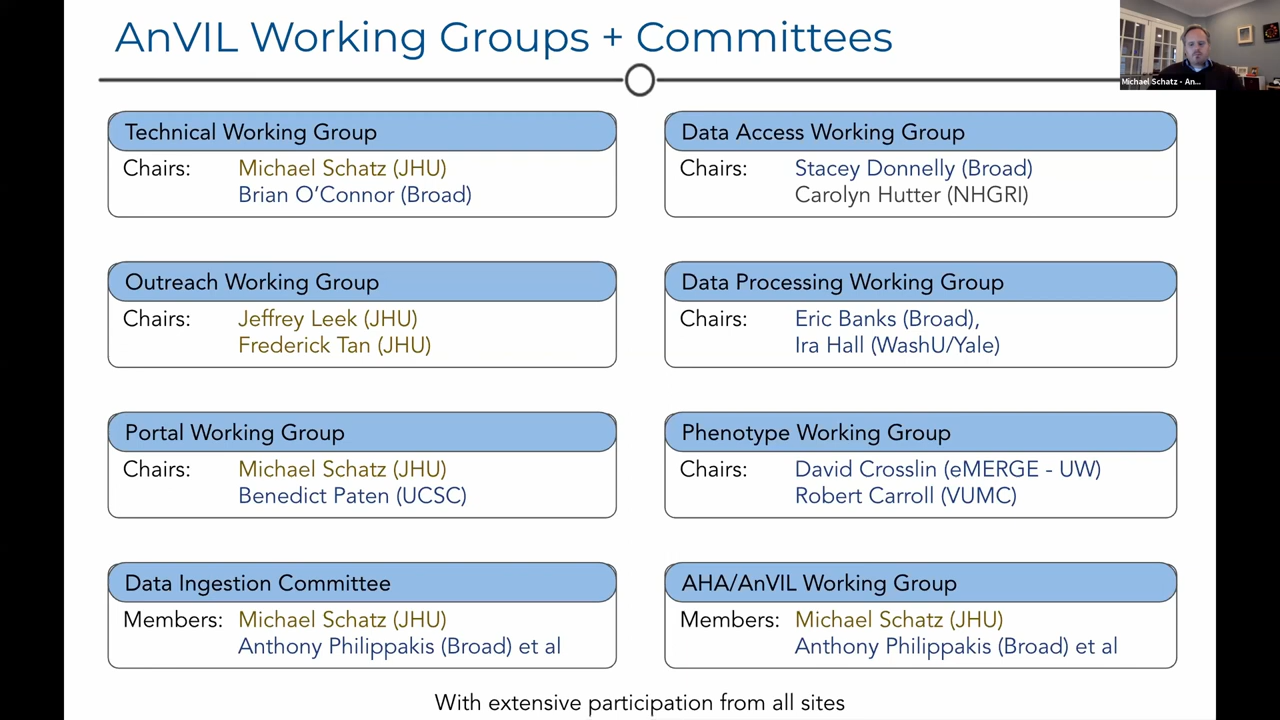 AnVIL Working Groups + Committees
Michael Schatz - An...
Technical Working Group
Chairs: Michael Schatz (JHU)
Brian O’Connor (Broad)
Data Access Working Group
Chairs: Stacey Donnelly (Broad)
Carolyn Hutter (NHGRI)
Outreach Working Group
Chairs: Jeffrey Leek (JHU)
Frederick Tan (JHU)
Data Processing Working Group
Chairs: Eric Banks (Broad),
Ira Hall (WashU/Yale)
Portal Working Group
Chairs: Michael Schatz (JHU)
Benedict Paten (UCSC)
Phenotype Working Group
Chairs: David Crosslin (eMERGE - UW)
Robert Carroll (VUMC)
Data Ingestion Committee
Members: Michael Schatz (JHU)
Anthony Philippakis (Broad) et al
AHA/AnVIL Working Group
Members: Michael Schatz (JHU)
Anthony Philippakis (Broad) et al
With extensive participation from all sites